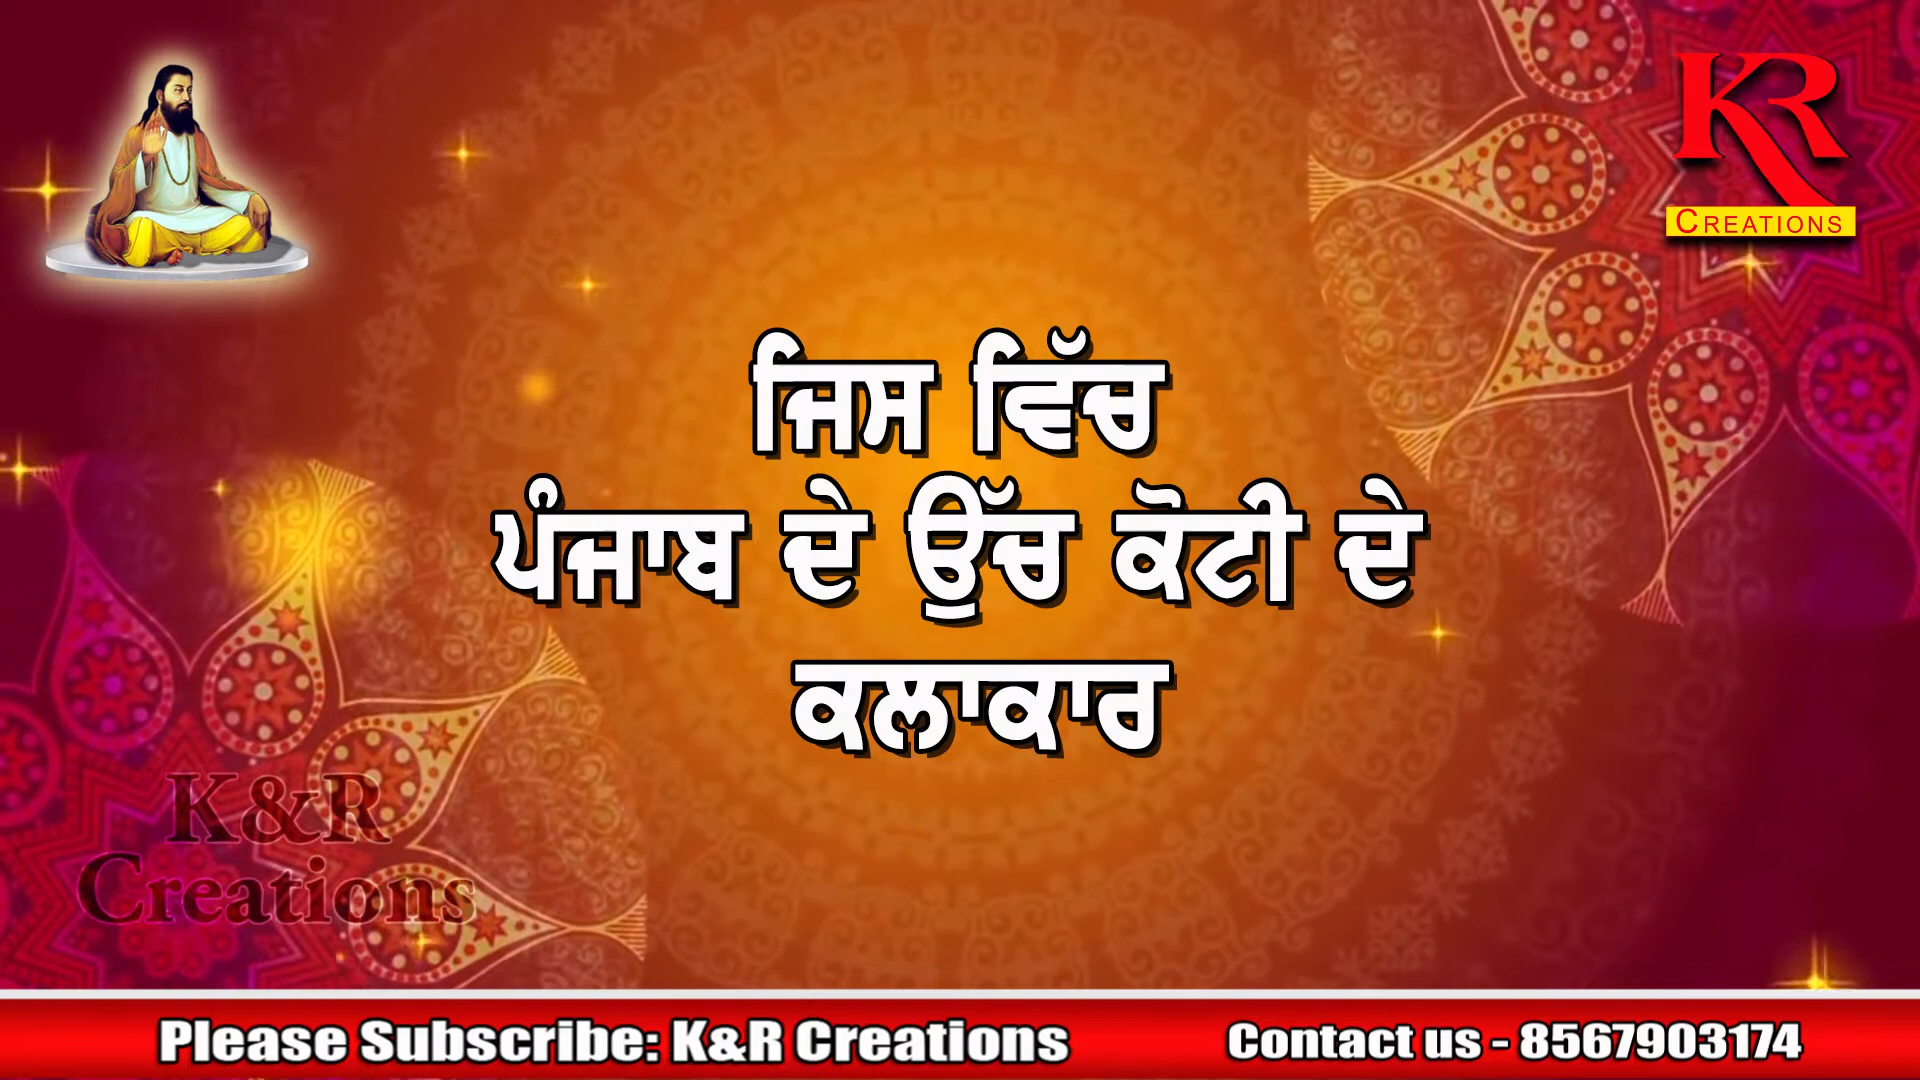 KR
CREATIONS
ਜਿਸ ਵਿੱਚ
ਪੰਜਾਬ ਦੇ ਉੱਚ ਕੋਟੀ ਦੇ
ਕਲਾਕਾਰ
K&R
Creations
Please Subscribe: K&R Creations
Contact us - 8567903174